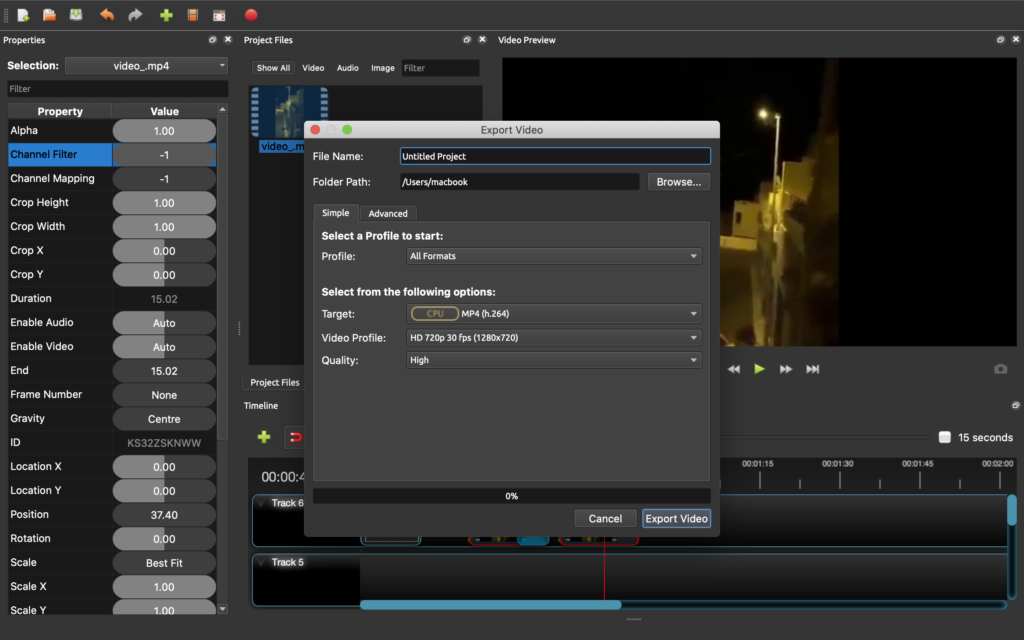 Properties
Selection: video_.mp4
Filter
Property Value
Alpha 1.00
Channel Filter -1
Channel Mapping -1
Crop Height 1.00
Crop Width 1.00
Crop X 0.00
Crop Y 0.00
Duration 15.02
Enable Audio Auto
Enable Video Auto
End 15.02
Frame Number None
Gravity Centre
ID KS32ZSKNWW
Location X 0.00
Location Y 0.00
Position 37.40
Rotation 0.00
Scale Best Fit
Scale X 1.00
Scale Y 1.00
Project Files
Show All Video Audio Image Filter
video_.m
Project Files
Video Preview
Export Video
File Name: Untitled Project
Folder Path: /Users/macbook Browse...
Simple Advanced
Select a Profile to start:
Profile: All Formats
Select from the following options:
Target: CPU MP4 (h.264)
Video Profile: HD 720p 30 fps (1280x720)
Quality: High
0%
Cancel Export Video
Timeline
15 seconds
00:00:4
00:01:15 00:01:30 00:01:45 00:02:00
Track 6
Track 5